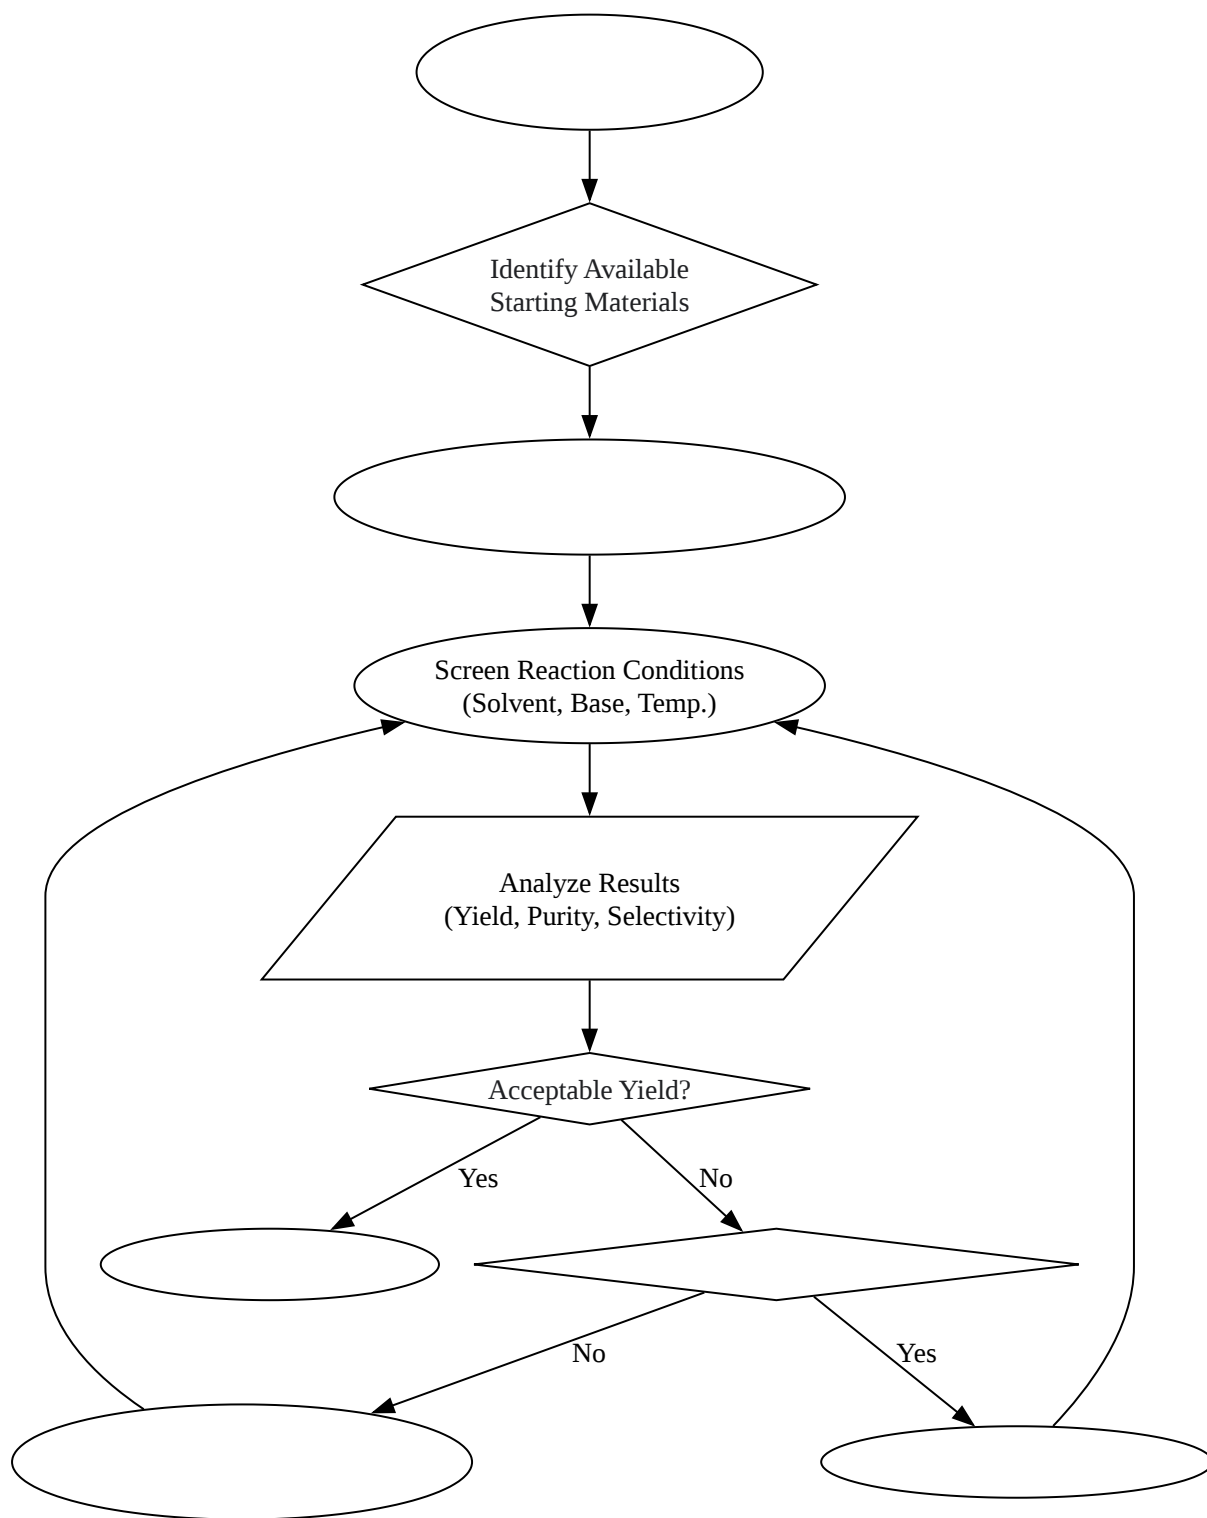 Identify Available
Starting Materials
Screen Reaction Conditions
(Solvent, Base, Temp.)
Analyze Results
(Yield, Purity, Selectivity)
Acceptable Yield?
Yes
No
No
Yes